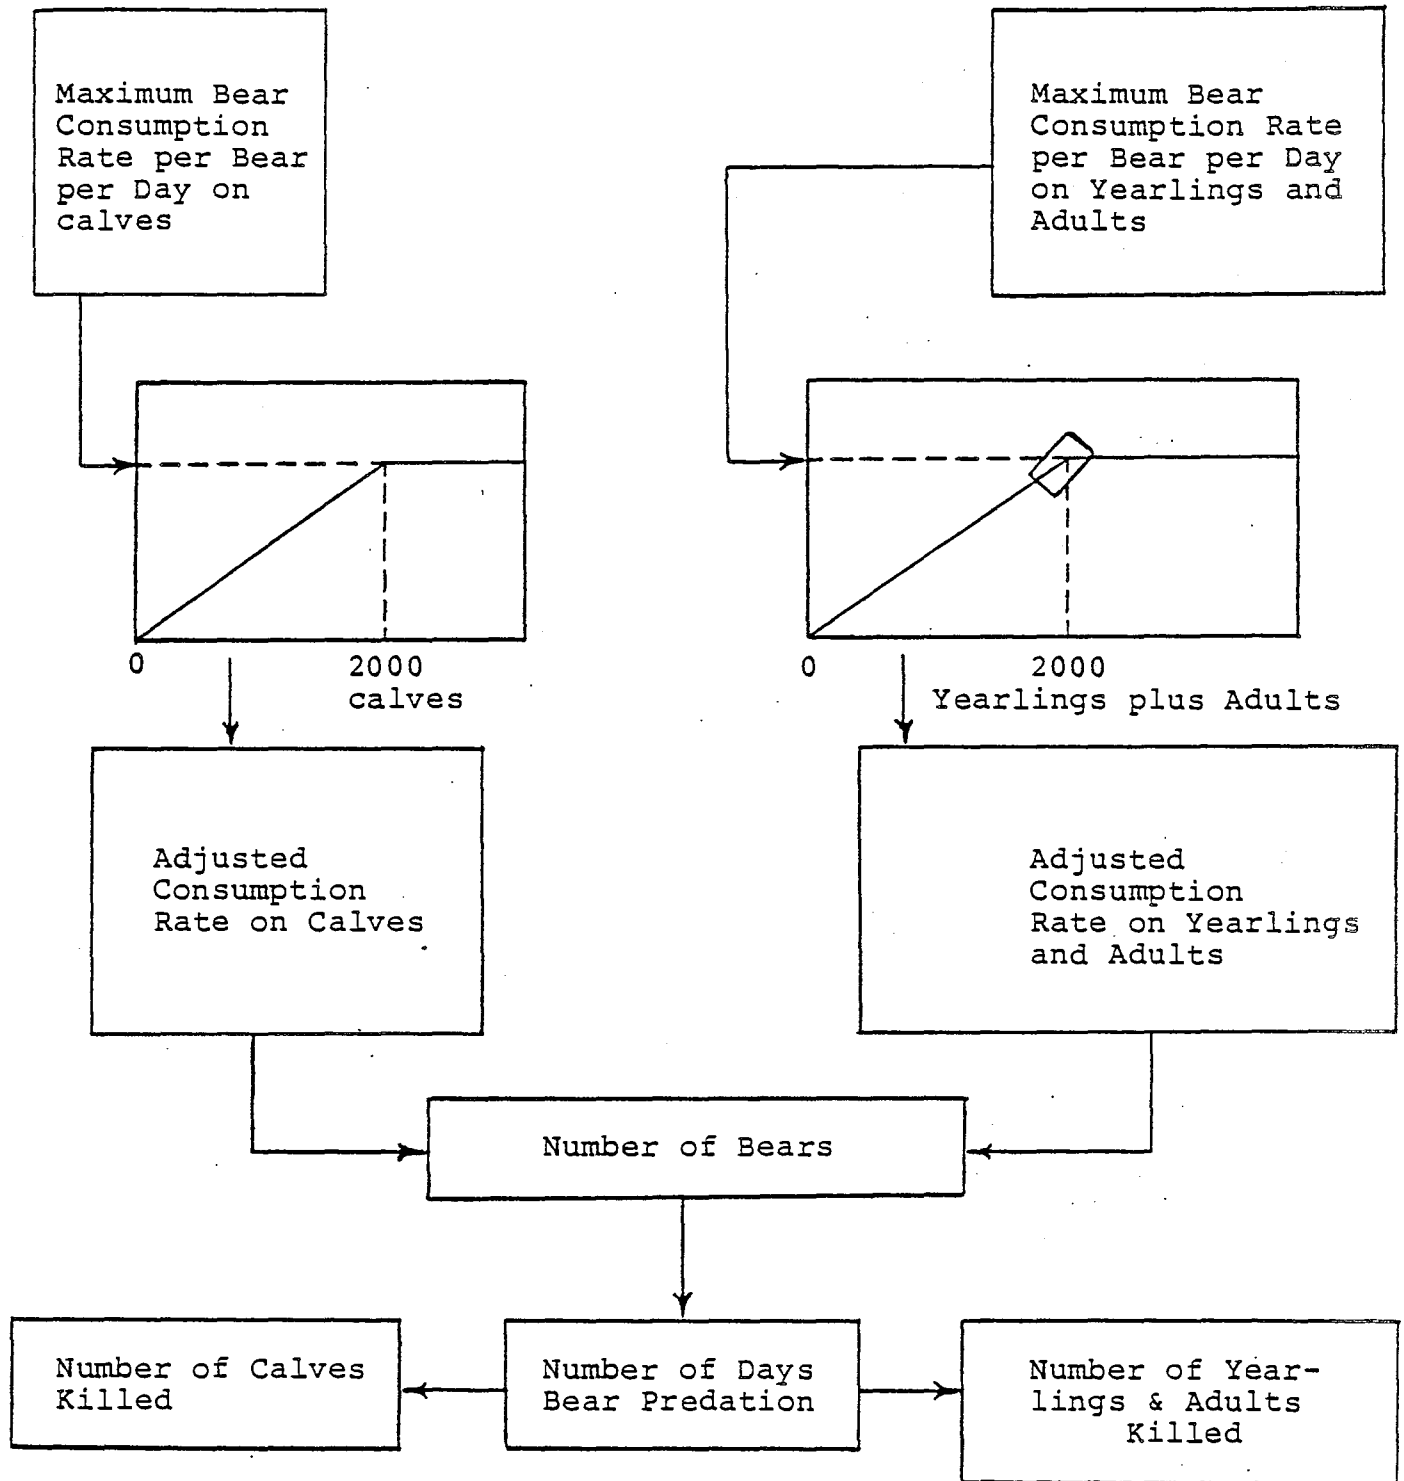 Maximum Bear
Consumption
Rate per Bear
per Day on
calves
Maximum Bear
Consumption Rate
per Bear per Day
on Yearlings and
Adults
0
2000
calves
0
2000
Yearlings plus Adults
Adjusted
Consumption
Rate on Calves
Adjusted
Consumption
Rate on Yearlings
and Adults
Number of Bears
Number of Calves
Killed
Number of Days
Bear Predation
Number of Year-
lings & Adults
Killed